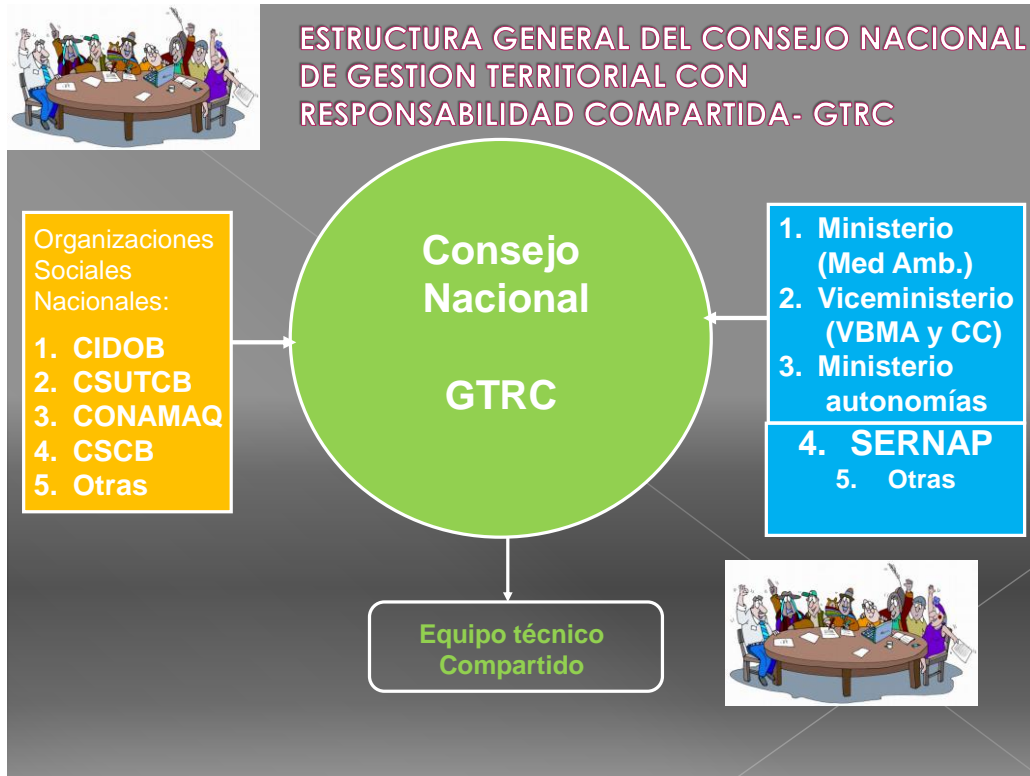 ESTRUCTURA GENERAL DEL CONSEJO NACIONAL
DE GESTION TERRITORIAL CON
RESPONSABILIDAD COMPARTIDA- GTRC
Organizaciones
Sociales
Nacionales:
1. CIDOB
2. CSUTCB
3. CONAMAQ
4. CSCB
5. Otras
Consejo
Nacional
GTRC
1. Ministerio
(Med Amb.)
2. Viceministerio
(VBMA y CC)
3. Ministerio
autonomías
4. SERNAP
5. Otras
Equipo técnico
Compartido